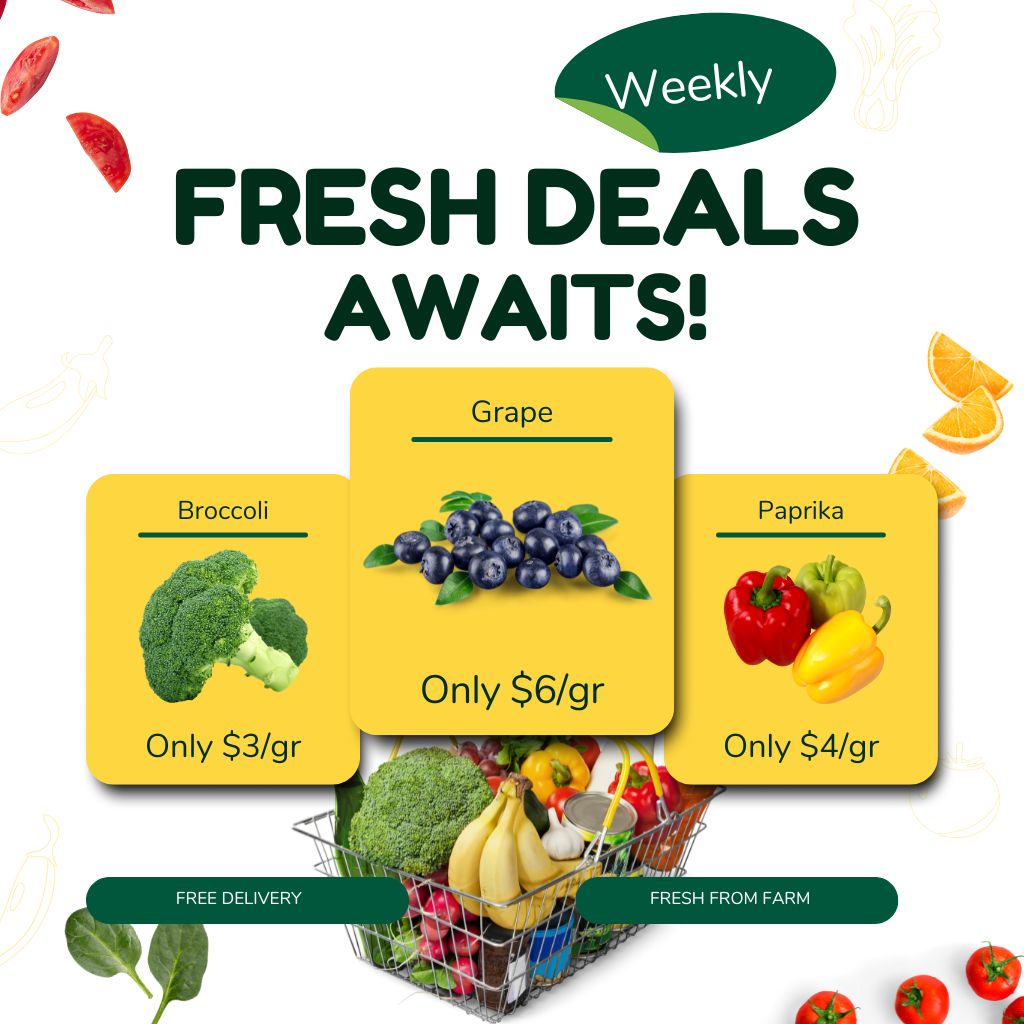 Weekly
FRESH DEALS
AWAITS!
Grape
Only $6/gr
Broccoli
Only $3/gr
Paprika
Only $4/gr
FREE DELIVERY
FRESH FROM FARM